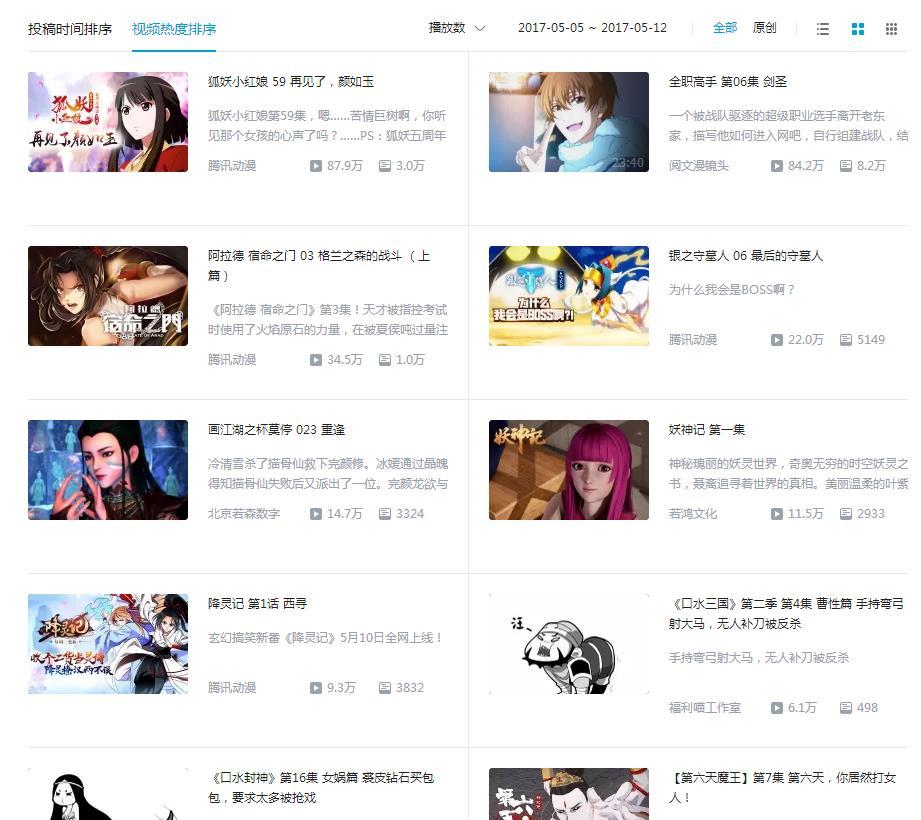 投稿时间排序 视频热度排序 播放数 2017-05-05 ~ 2017-05-12 全部 原创
狐妖
小红娘
再见了,颜如玉
狐妖小红娘 59 再见了，颜如玉
狐妖小红娘第59集，嗯……苦情巨树啊，你听
见那个女孩的心声了吗？……PS：狐妖五周年
腾讯动漫 87.9万 3.0万
23:40
全职高手 第06集 剑圣
一个被战队驱逐的超级职业选手离开老东
家，描写他如何进入网吧，自行组建战队，结
阅文漫镜头 84.2万 8.2万
阿拉德
宿命之門
阿拉德 宿命之门 03 格兰之森的战斗（上
篇）
《阿拉德 宿命之门》第3集！天才被指控考试
时使用了火焰原石的力量，在被夏侯吨过量注
腾讯动漫 34.5万 1.0万
为什么
我会是BOSS啊?!
银之守墓人 06 最后的守墓人
为什么我会是BOSS啊？
腾讯动漫 22.0万 5149
画江湖之杯莫停 023 重逢
冷清雪杀了猫骨仙救下完颜修。冰媛通过晶魄
得知猫骨仙失败后又派出了一位。完颜龙欲与
北京若森数字 14.7万 3324
妖神记
妖神记 第一集
神秘瑰丽的妖灵世界，奇奥无穷的时空妖灵之
书，聂离追寻着世界的真相。美丽温柔的叶紫
若鸿文化 11.5万 2933
降灵记
收个二货当灵傅
降灵撩汉两不误
降灵记 第1话 西寻
玄幻搞笑新番《降灵记》5月10日全网上线！
腾讯动漫 9.3万 3832
汪
《口水三国》第二季 第4集 曹性篇 手持弯弓
射大马，无人补刀被反杀
手持弯弓射大马，无人补刀被反杀
福利喵工作室 6.1万 498
《口水封神》第16集 女娲篇 裘皮钻石买包
包，要求太多被抢戏
第六
【第六天魔王】第7集 第六天，你居然打女
人！